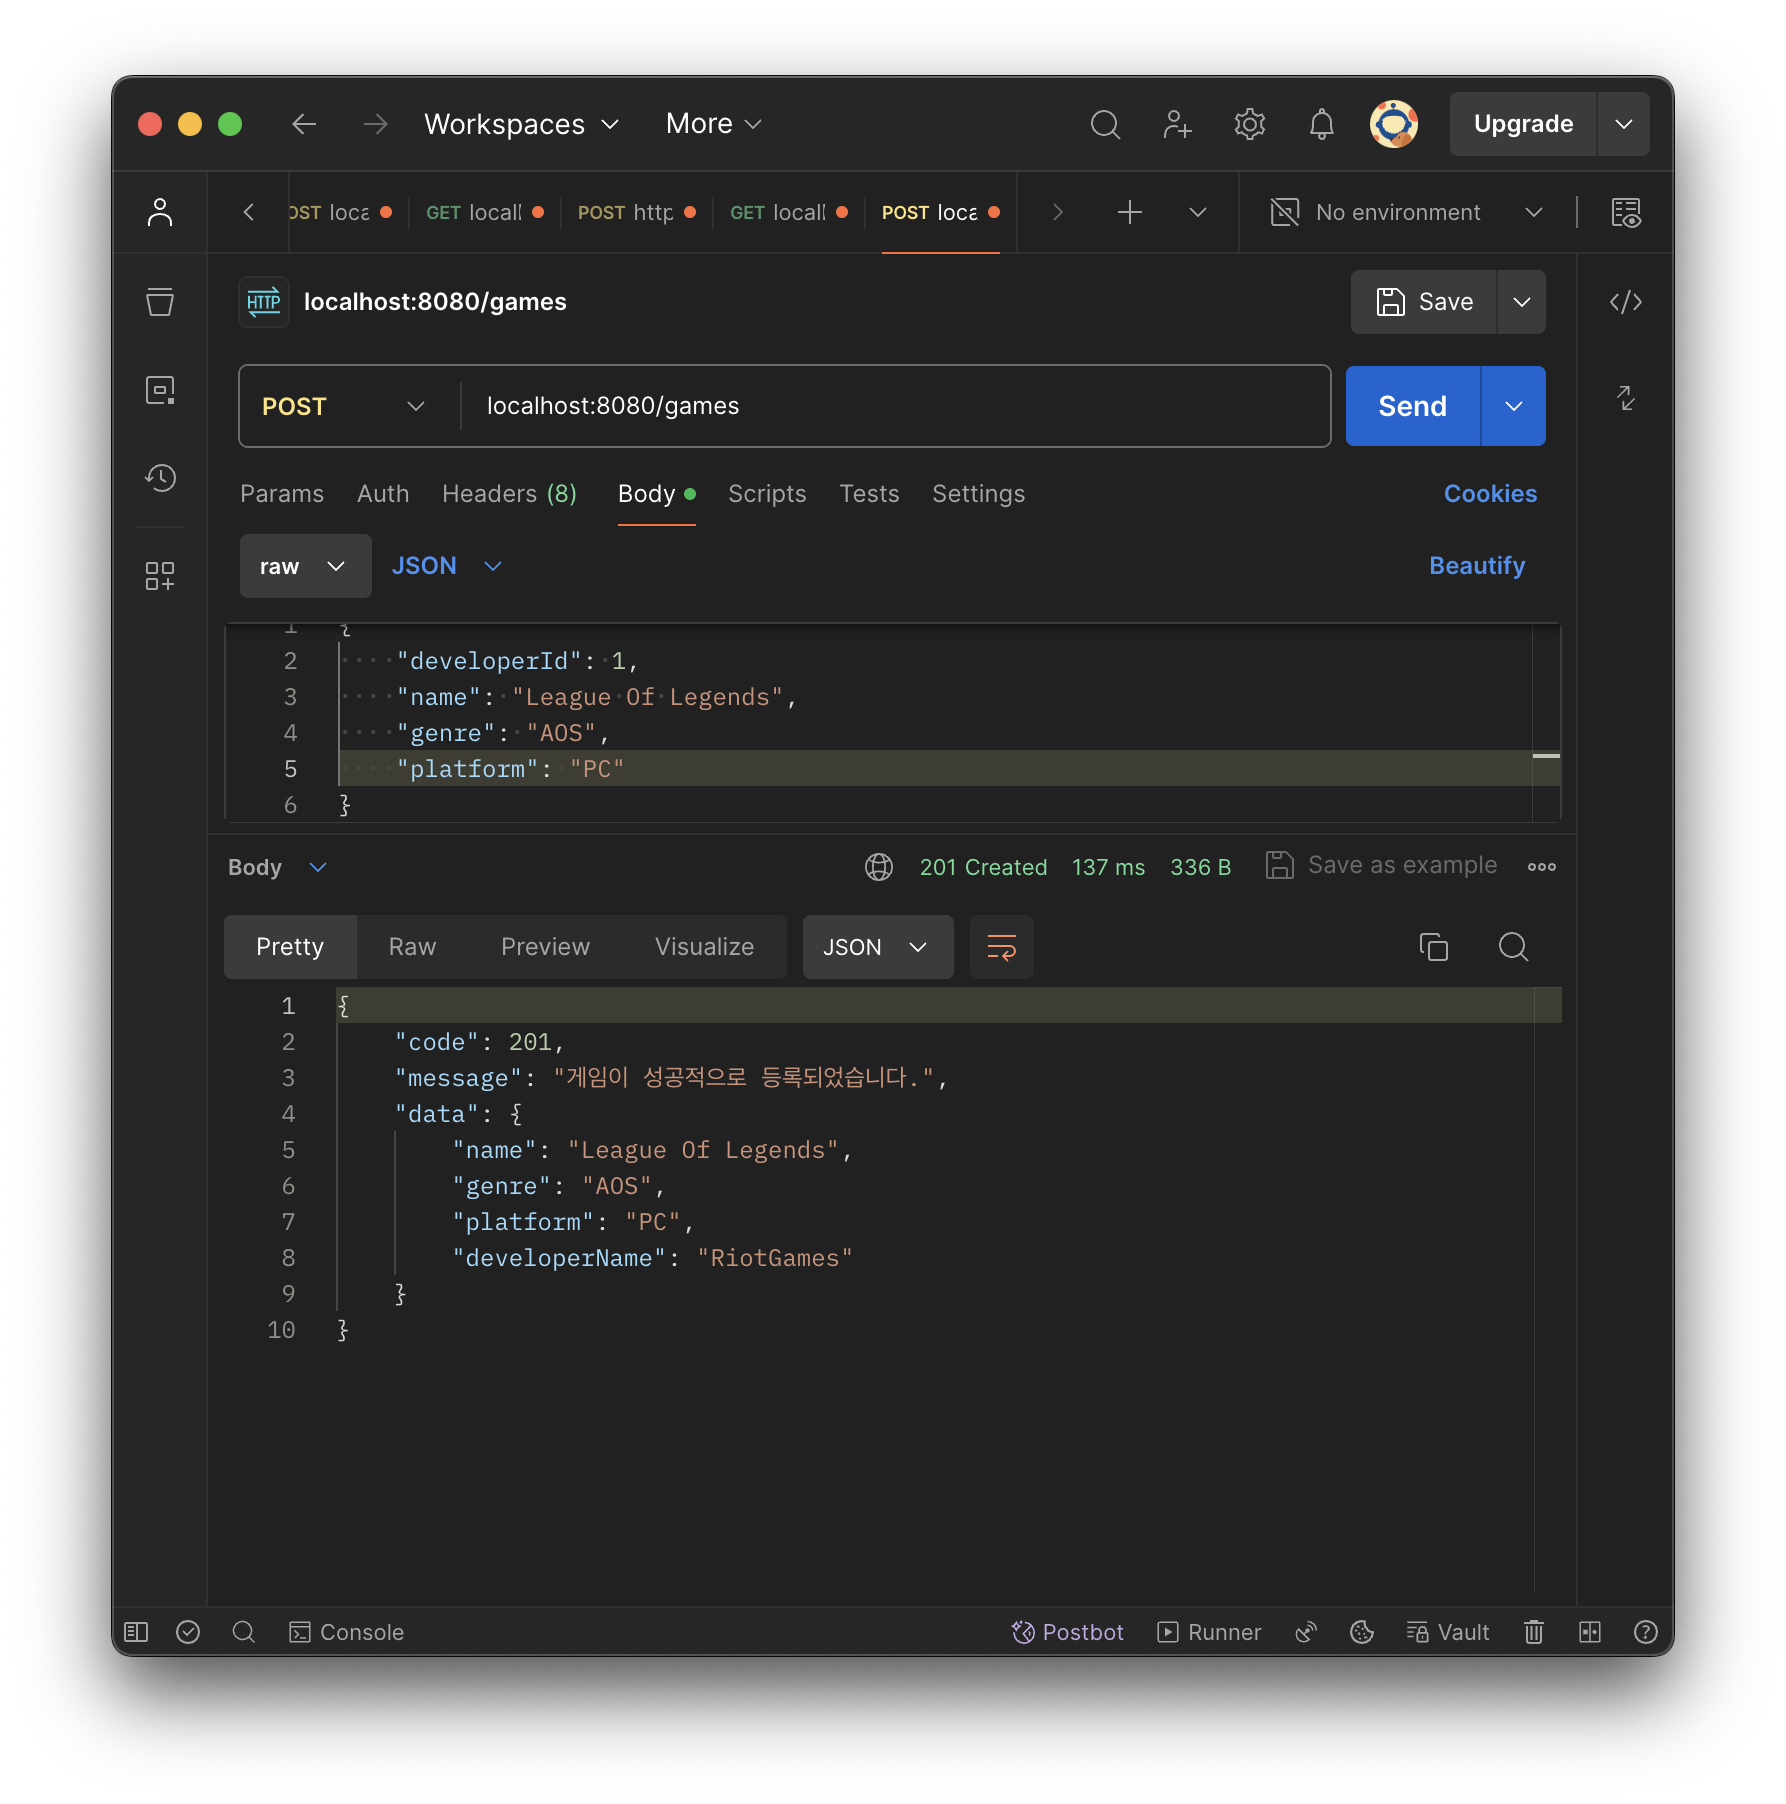 Workspaces More Upgrade
OST loca GET local POST http GET local POST loca No environment
HTTP localhost:8080/games Save
POST localhost:8080/games Send
Params Auth Headers (8) Body Scripts Tests Settings Cookies
raw JSON Beautify
1 {
2 "developerId": 1,
3 "name": "League Of Legends",
4 "genre": "AOS",
5 "platform": "PC"
6 }
Body 201 Created 137 ms 336 B Save as example
Pretty Raw Preview Visualize JSON
1 {
2 "code": 201,
3 "message": "게임이 성공적으로 등록되었습니다.",
4 "data": {
5 "name": "League Of Legends",
6 "genre": "AOS",
7 "platform": "PC",
8 "developerName": "RiotGames"
9 }
10 }
Console Postbot Runner Vault